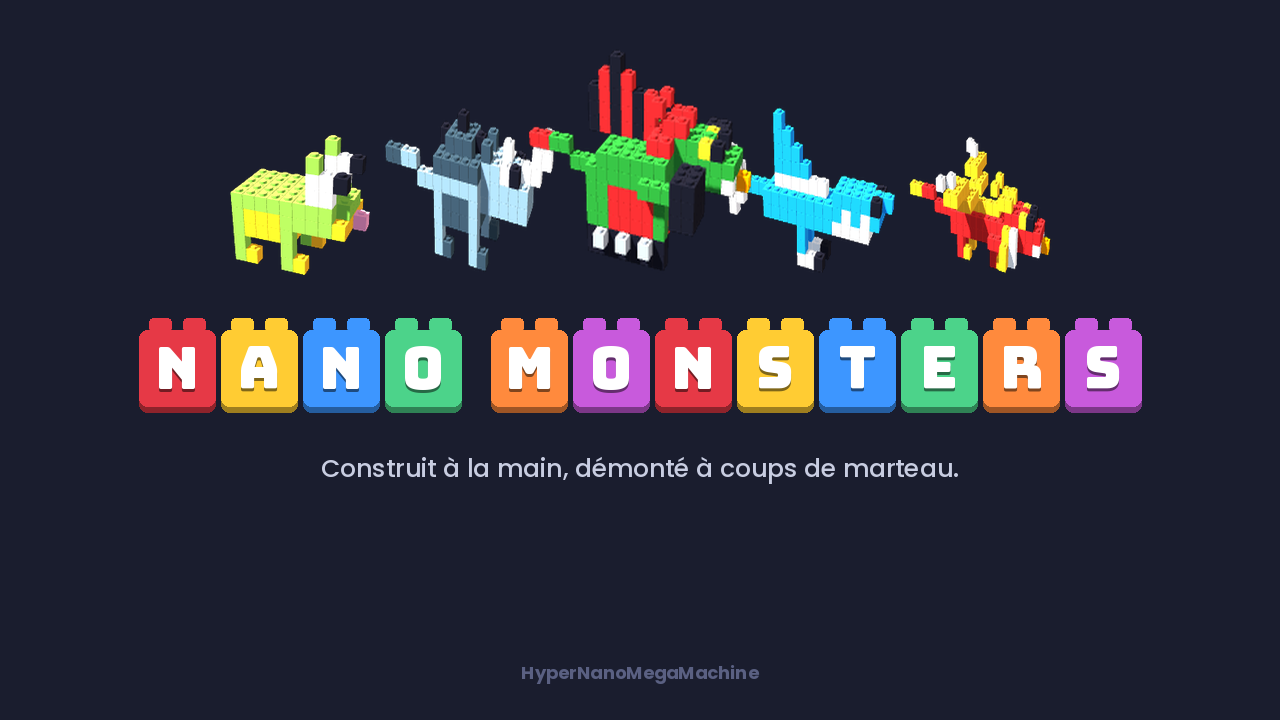 NANO MONSTERS
Construit à la main, démonté à coups de marteau.
HyperNanoMegaMachine